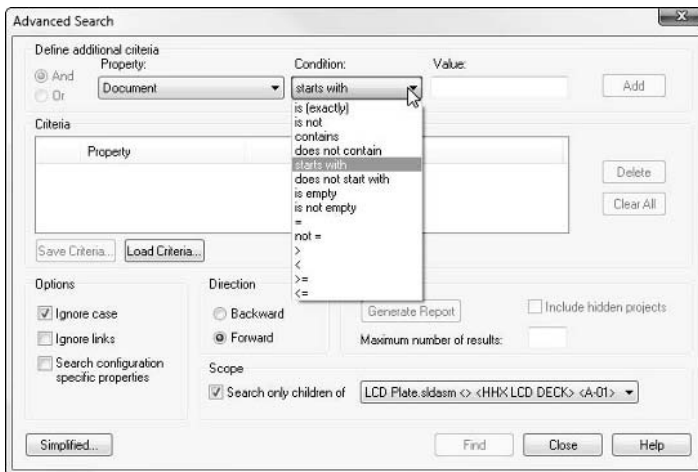 Advanced Search
Define additional criteria
Property: Condition: Value:
And
Or
Document starts with Add
is (exactly)
is not
contains
does not contain
starts with
does not start with
is empty
is not empty
=
not =
>
<
>=
<=
Criteria
Property
Delete
Clear All
Save Criteria... Load Criteria...
Options
Ignore case
Ignore links
Search configuration
specific properties
Direction
Backward
Forward
Generate Report Include hidden projects
Maximum number of results:
Scope
Search only children of LCD Plate.sldasm <> <HHX LCD DECK> <A-01>
Simplified... Find Close Help